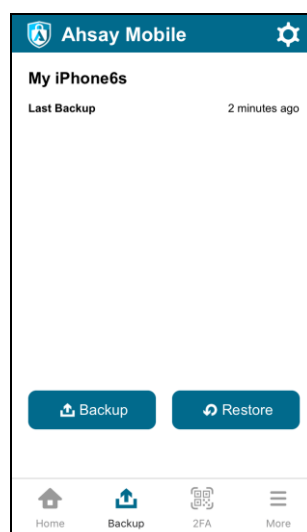 Ahsay Mobile
My iPhone6s
Last Backup 2 minutes ago
Backup Restore
Home Backup 2FA More